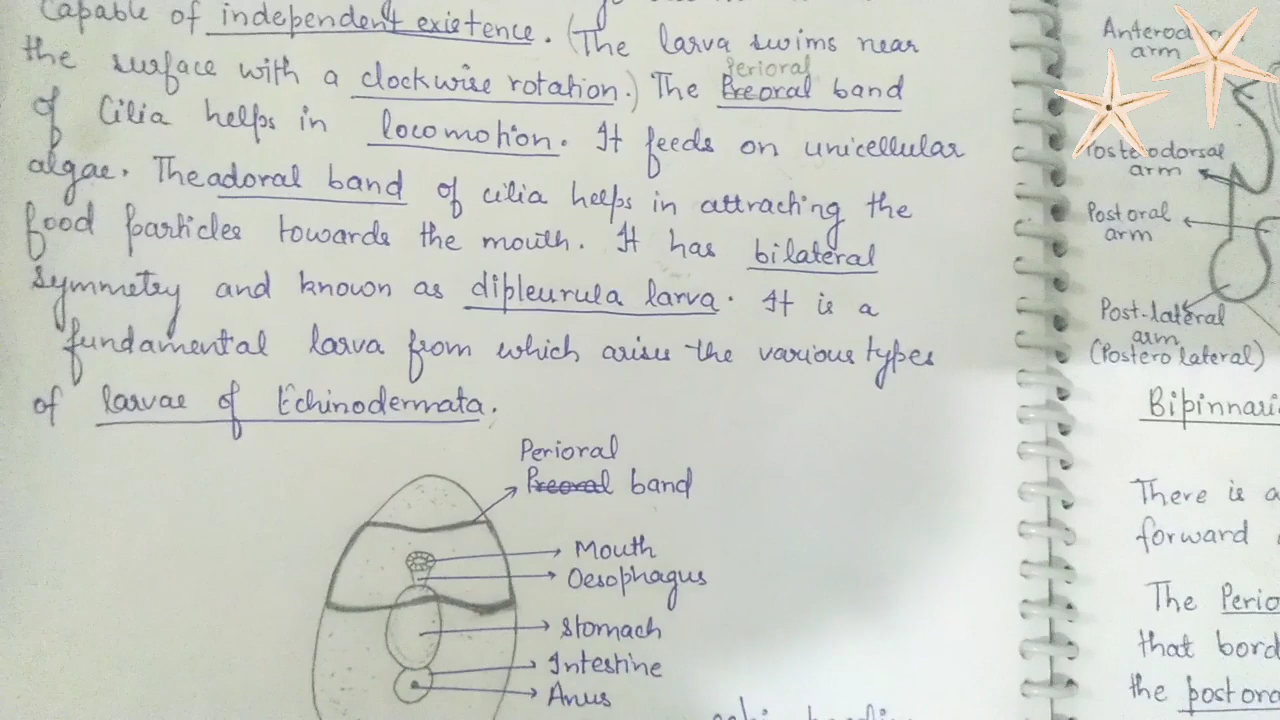 Capable of independent existence. (The larva swims near
the surface with a clockwise rotation.) The Perioral Preoral band
of Cilia helps in locomotion. It feeds on unicellular
algae. The adoral band of cilia helps in attracting the
food particles towards the mouth. It has bilateral
symmetry and known as dipleurula larva. It is a
fundamental larva from which arises the various types
of larvae of Echinodermata.
Perioral
Preoral band
Mouth
Oesophagus
Stomach
Intestine
Anus
arm
Posterodorsal
arm
Post oral
arm
Post-lateral
arm
(Postero lateral)
Bipinnari
There is a
forward
The Perio
that bord
the postora